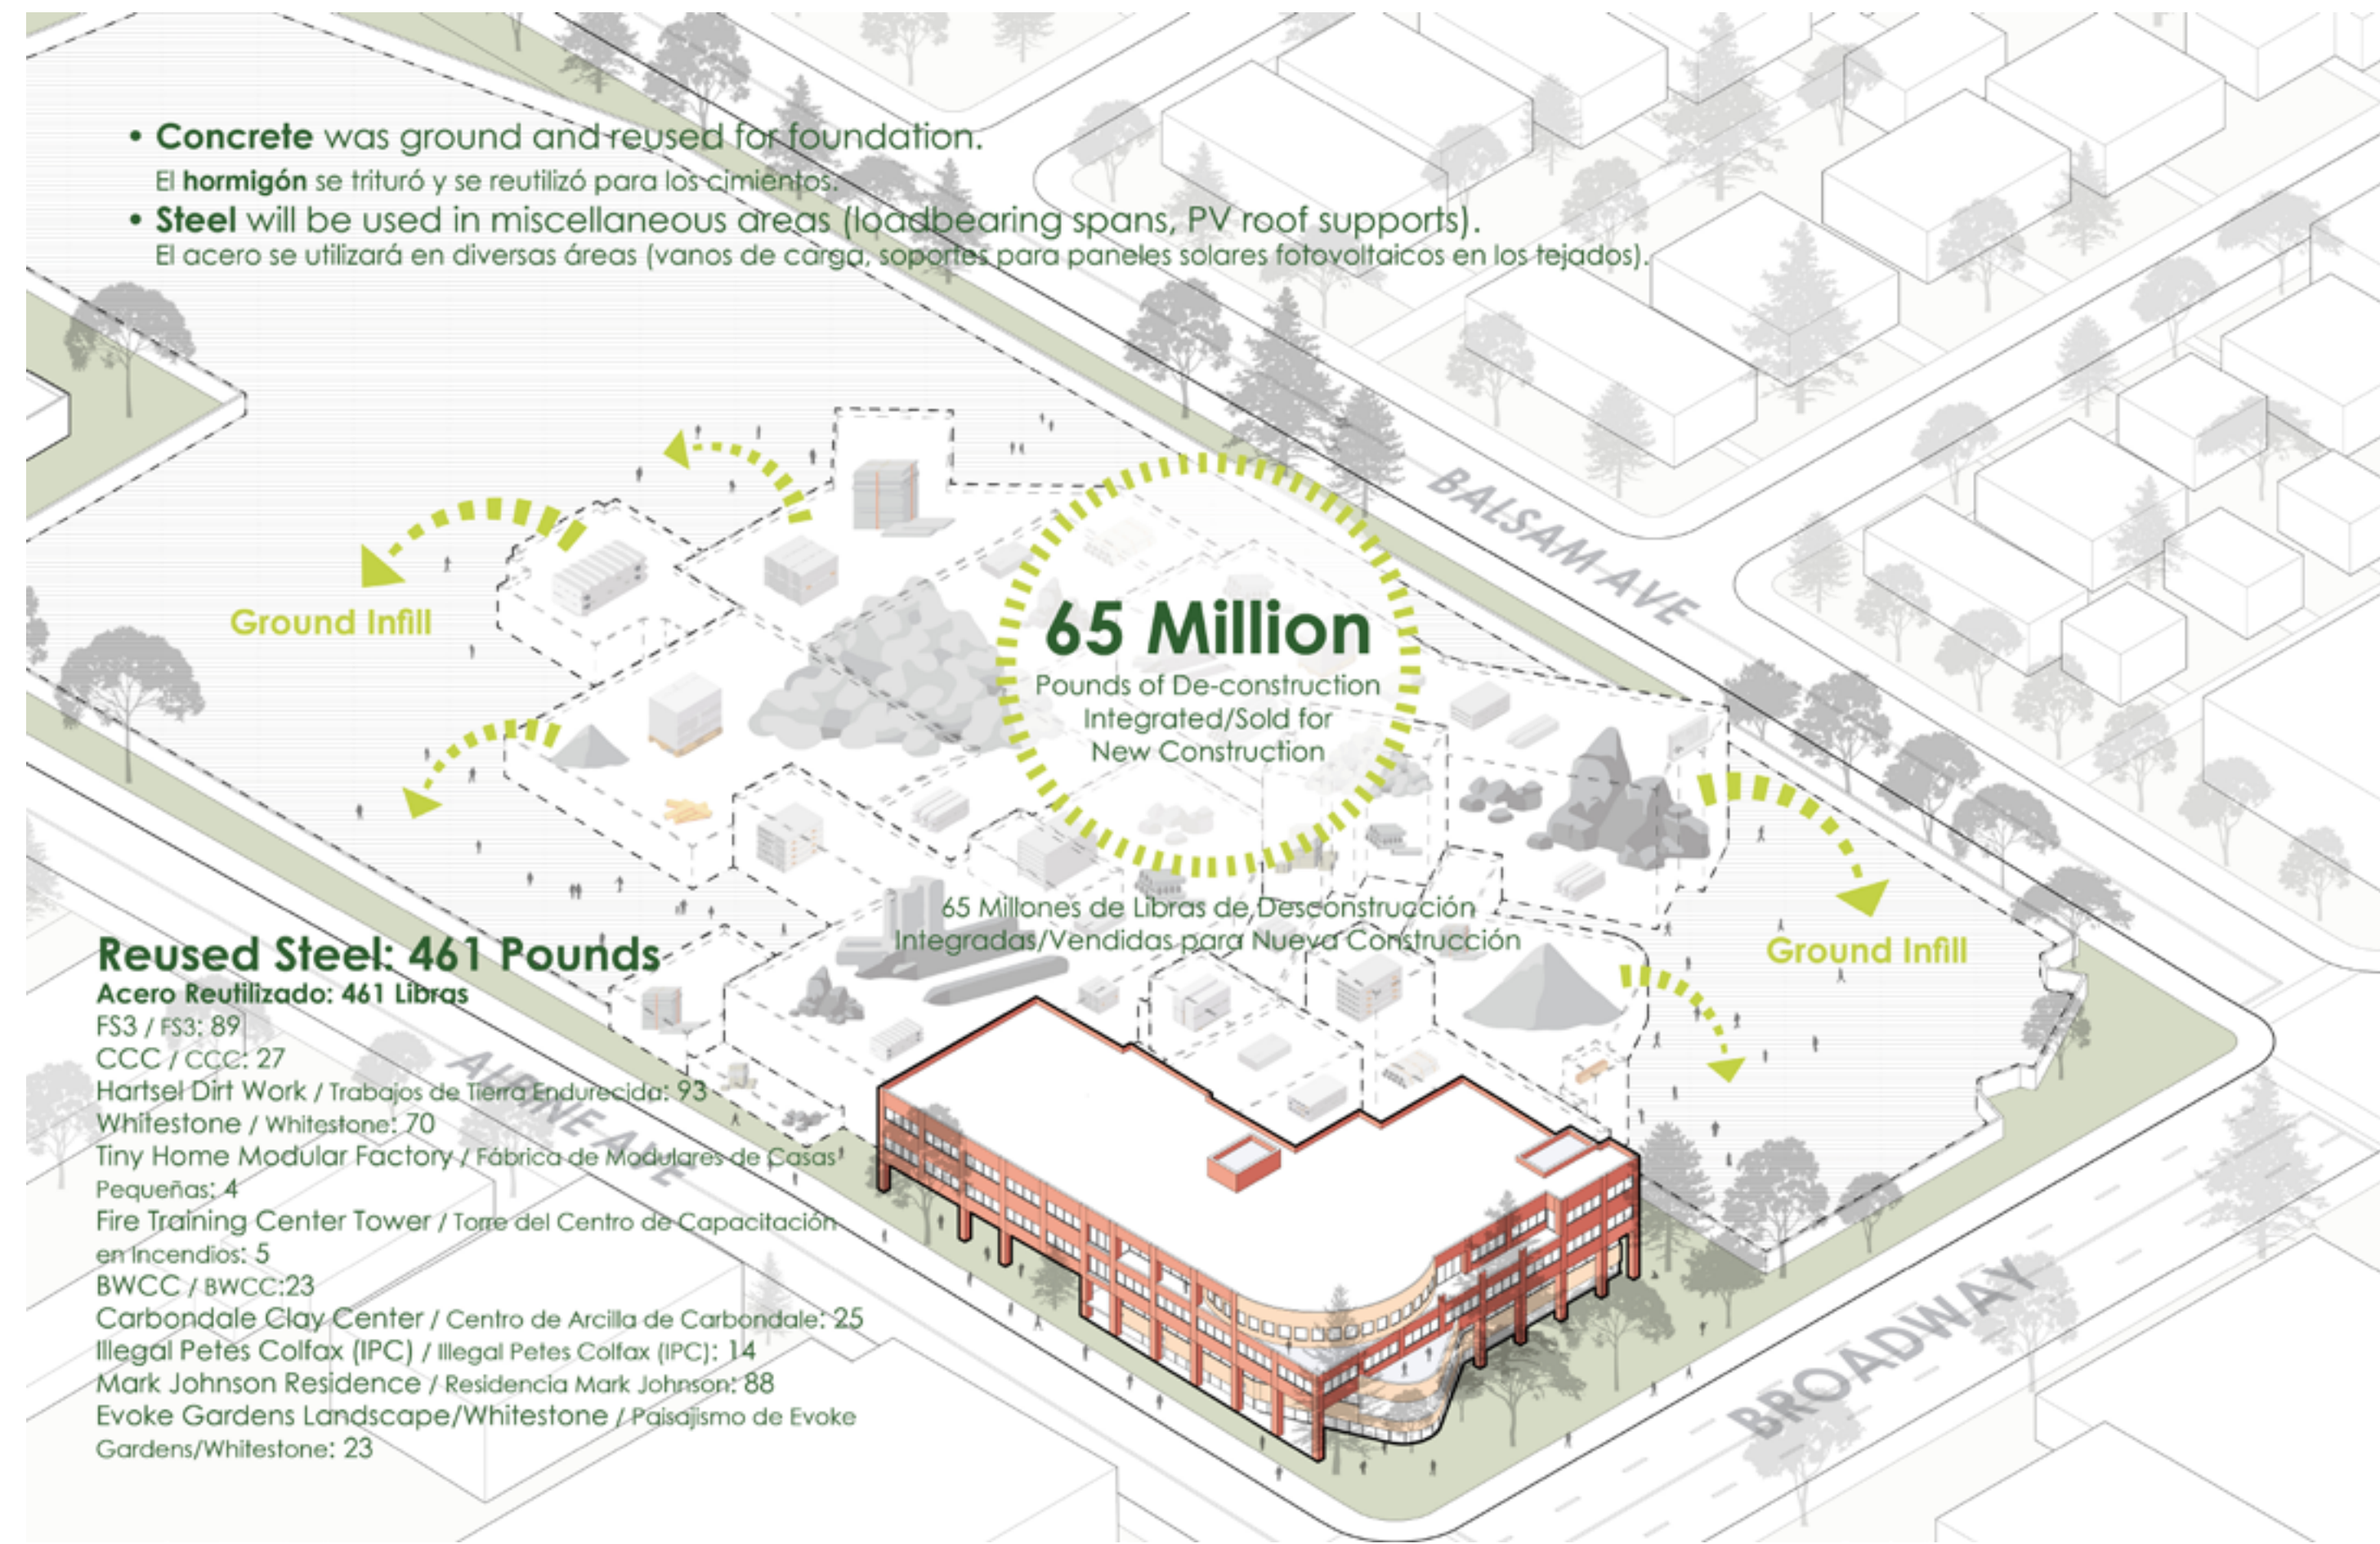 • Concrete was ground and reused for foundation.
El hormigón se trituró y se reutilizó para los cimientos.
• Steel will be used in miscellaneous areas (loadbearing spans, PV roof supports).
El acero se utilizará en diversas áreas (vanos de carga, soportes para paneles solares fotovoltaicos en los tejados).
BALSAM AVE
Ground Infill
65 Million
Pounds of De-construction
Integrated/Sold for
New Construction
65 Millones de Libras de Desconstrucción
Integradas/Vendidas para Nueva Construcción
Ground Infill
Reused Steel: 461 Pounds
Acero Reutilizado: 461 Libras
FS3 / FS3: 89
CCC / CCC: 27
Hartsel Dirt Work / Trabajos de Tierra Endurecida: 93
Whitestone / Whitestone: 70
Tiny Home Modular Factory / Fábrica de Modulares de Casas
Pequeñas: 4
Fire Training Center Tower / Torre del Centro de Capacitación
en Incendios: 5
BWCC / BWCC:23
Carbondale Clay Center / Centro de Arcilla de Carbondale: 25
Illegal Petes Colfax (IPC) / Illegal Petes Colfax (IPC): 14
Mark Johnson Residence / Residencia Mark Johnson: 88
Evoke Gardens Landscape/Whitestone / Paisajismo de Evoke
Gardens/Whitestone: 23
AIRINE AVE
BROADWAY